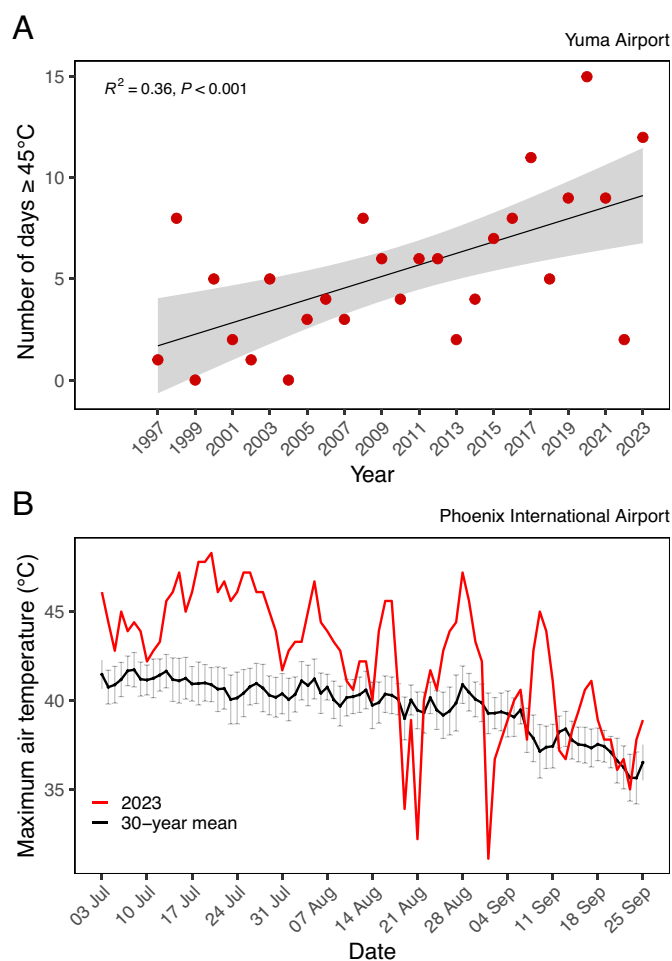 A
Yuma Airport
R² = 0.36, P < 0.001
Number of days ≥ 45°C
15
10
5
0
1997
1999
2001
2003
2005
2007
2009
2011
2013
2015
2017
2019
2021
2023
Year
B
Phoenix International Airport
Maximum air temperature (°C)
45
40
35
2023
30−year mean
03 Jul
10 Jul
17 Jul
24 Jul
31 Jul
07 Aug
14 Aug
21 Aug
28 Aug
04 Sep
11 Sep
18 Sep
25 Sep
Date